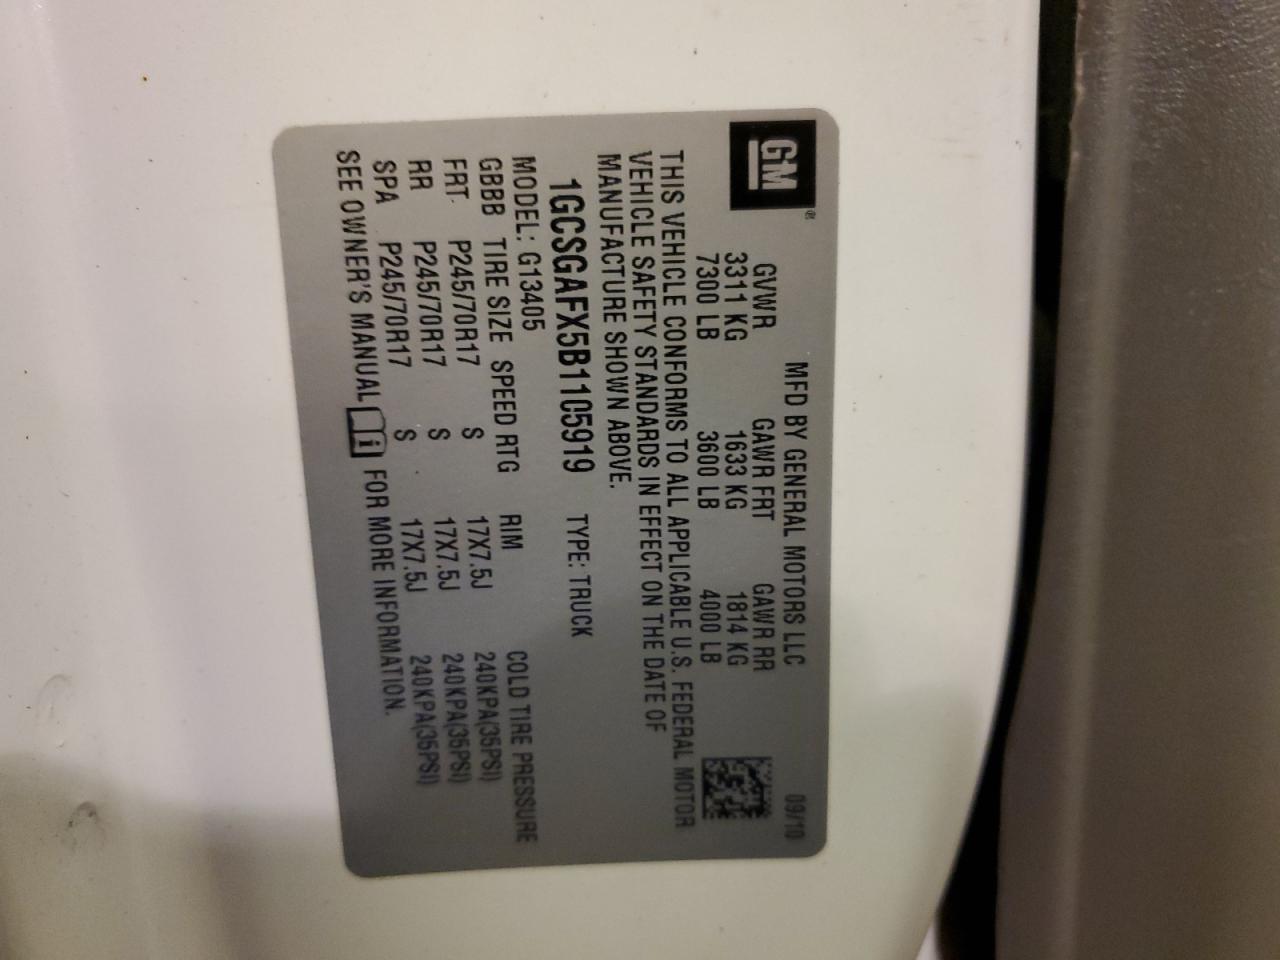 GM®
MFD BY GENERAL MOTORS LLC 09/10
GVWR GAWR FRT GAWR RR
3311 KG 1633 KG 1814 KG
7300 LB 3600 LB 4000 LB
THIS VEHICLE CONFORMS TO ALL APPLICABLE U.S. FEDERAL MOTOR
VEHICLE SAFETY STANDARDS IN EFFECT ON THE DATE OF
MANUFACTURE SHOWN ABOVE.
1GCSGAFX5B1105919 TYPE: TRUCK
MODEL: G13405
GBBB TIRE SIZE SPEED RTG RIM COLD TIRE PRESSURE
FRT P245/70R17 S 17X7.5J 240KPA(35PSI)
RR P245/70R17 S 17X7.5J 240KPA(35PSI)
SPA P245/70R17 S 17X7.5J 240KPA(35PSI)
SEE OWNER'S MANUAL i FOR MORE INFORMATION.